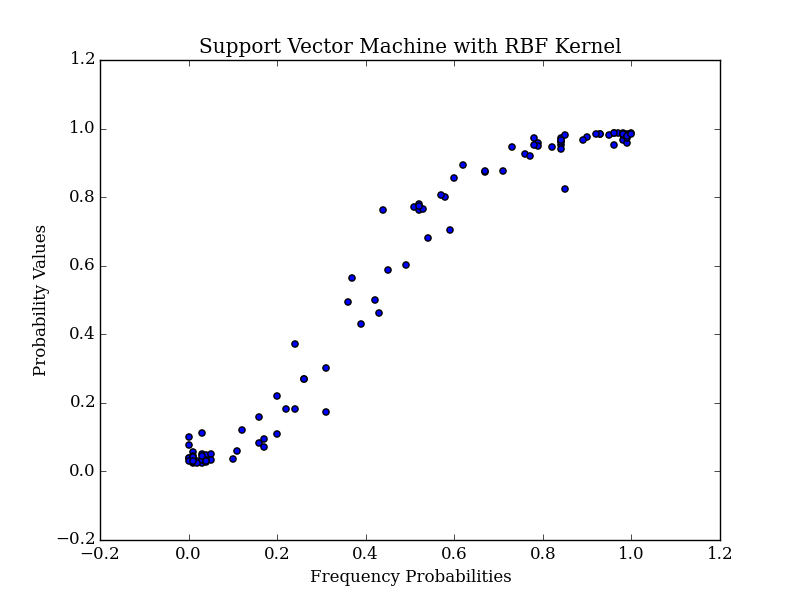 Support Vector Machine with RBF Kernel
1.2
1.0
0.8
0.6
0.4
0.2
0.0
−0.2
Probability Values
−0.2 0.0 0.2 0.4 0.6 0.8 1.0 1.2
Frequency Probabilities